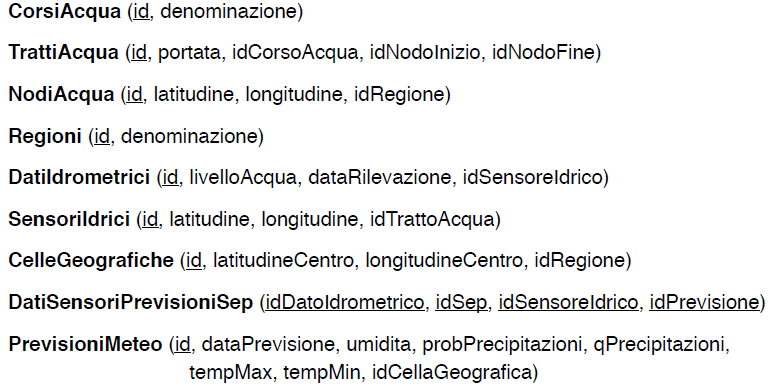 CorsiAcqua (id, denominazione)
TrattiAcqua (id, portata, idCorsoAcqua, idNodoInizio, idNodoFine)
NodiAcqua (id, latitudine, longitudine, idRegione)
Regioni (id, denominazione)
DatiIdrometrici (id, livelloAcqua, dataRilevazione, idSensoreIdrico)
SensoriIdrici (id, latitudine, longitudine, idTrattoAcqua)
CelleGeografiche (id, latitudineCentro, longitudineCentro, idRegione)
DatiSensoriPrevisioniSep (idDatoIdrometrico, idSep, idSensoreIdrico, idPrevisione)
PrevisioniMeteo (id, dataPrevisione, umidita, probPrecipitazioni, qPrecipitazioni,
tempMax, tempMin, idCellaGeografica)